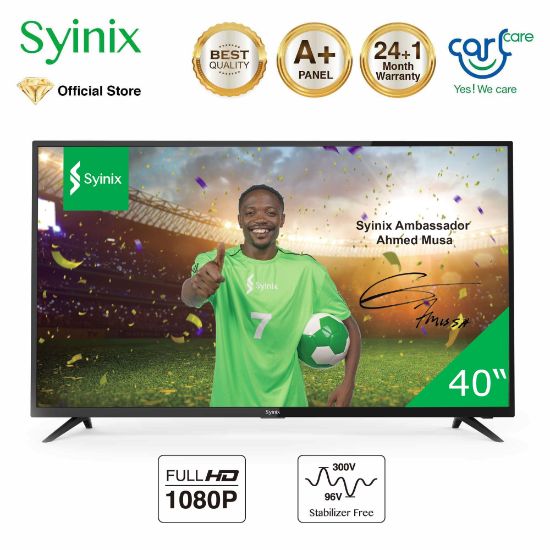 Syinix
Official Store
BEST
QUALITY
A+
PANEL
24+1
Month
Warranty
carlcare
Yes! We care
Syinix
Syinix Ambassador
Ahmed Musa
Syinix
7
AMUSSA
40"
Syinix
FULL HD
1080P
300V
96V
Stabilizer Free